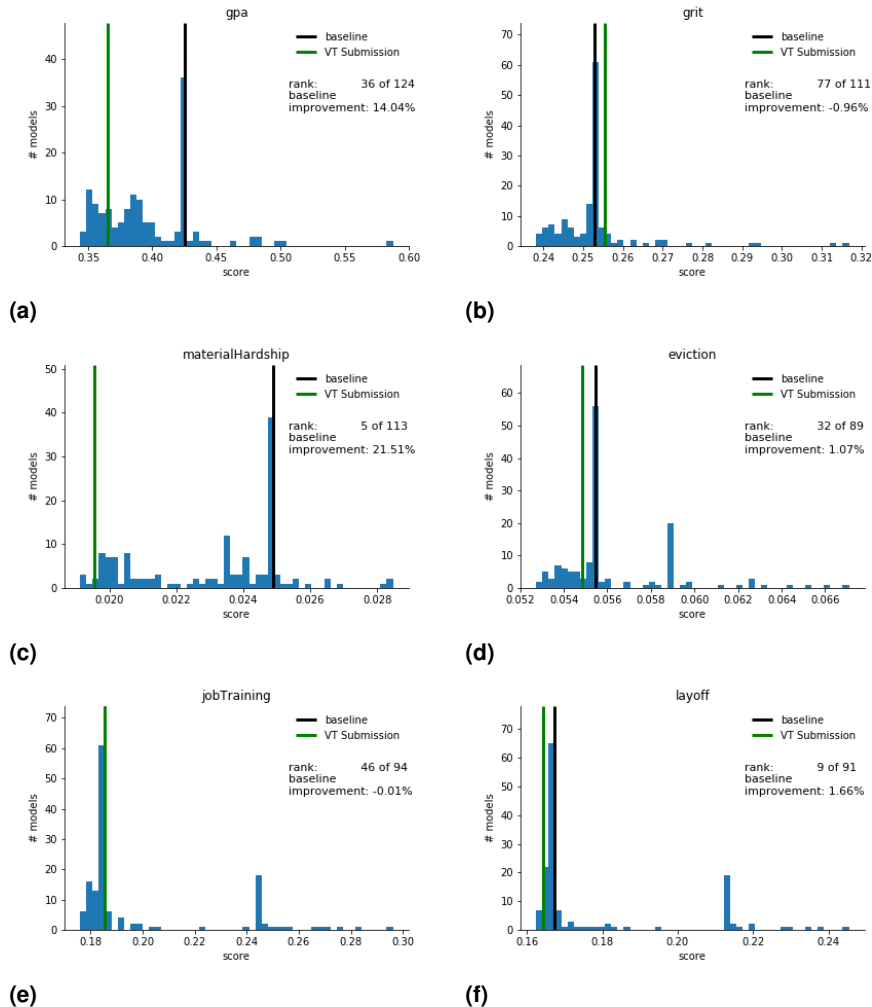 gpa
40
30
20
10
0
# models
0.35 0.40 0.45 0.50 0.55 0.60
score
baseline
VT Submission
rank: 36 of 124
baseline
improvement: 14.04%
(a)
grit
70
60
50
40
30
20
10
0
# models
0.24 0.25 0.26 0.27 0.28 0.29 0.30 0.31 0.32
score
baseline
VT Submission
rank: 77 of 111
baseline
improvement: -0.96%
(b)
materialHardship
50
40
30
20
10
0
# models
0.020 0.022 0.024 0.026 0.028
score
baseline
VT Submission
rank: 5 of 113
baseline
improvement: 21.51%
(c)
eviction
60
50
40
30
20
10
0
# models
0.052 0.054 0.056 0.058 0.060 0.062 0.064 0.066
score
baseline
VT Submission
rank: 32 of 89
baseline
improvement: 1.07%
(d)
jobTraining
70
60
50
40
30
20
10
0
# models
0.18 0.20 0.22 0.24 0.26 0.28 0.30
score
baseline
VT Submission
rank: 46 of 94
baseline
improvement: -0.01%
(e)
layoff
70
60
50
40
30
20
10
0
# models
0.16 0.18 0.20 0.22 0.24
score
baseline
VT Submission
rank: 9 of 91
baseline
improvement: 1.66%
(f)